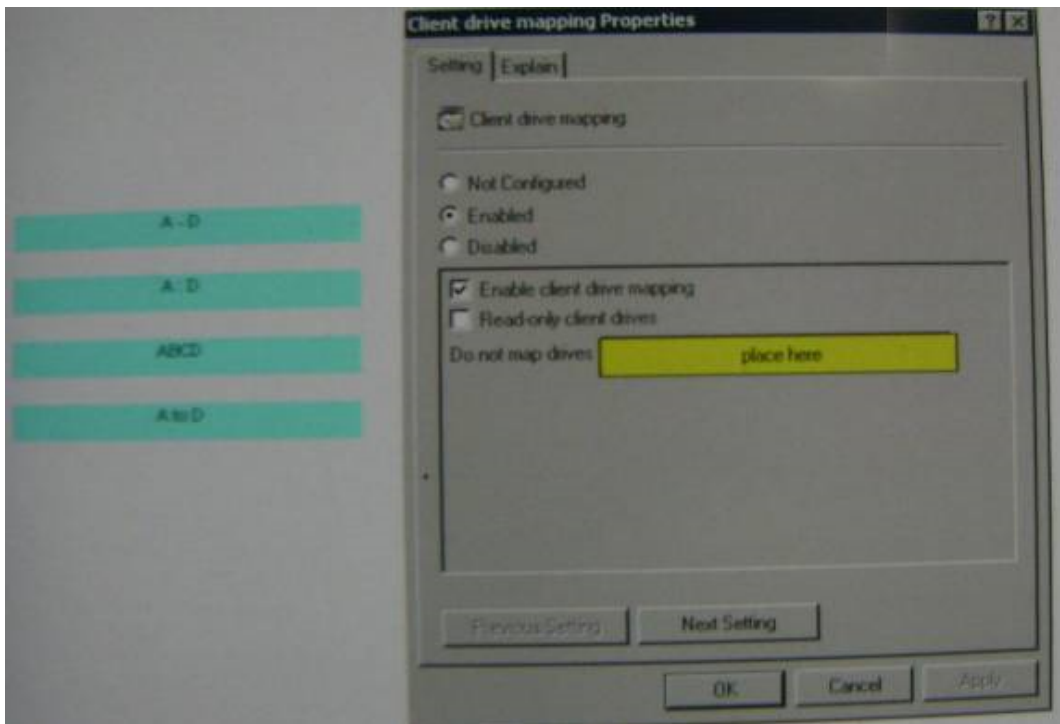 Client drive mapping Properties
Setting Explain
Client drive mapping
Not Configured
Enabled
Disabled
Enable client drive mapping
Read-only client drives
Do not map drives place here
A - D
A : D
ABCD
A to D
Previous Setting Next Setting
OK Cancel Apply